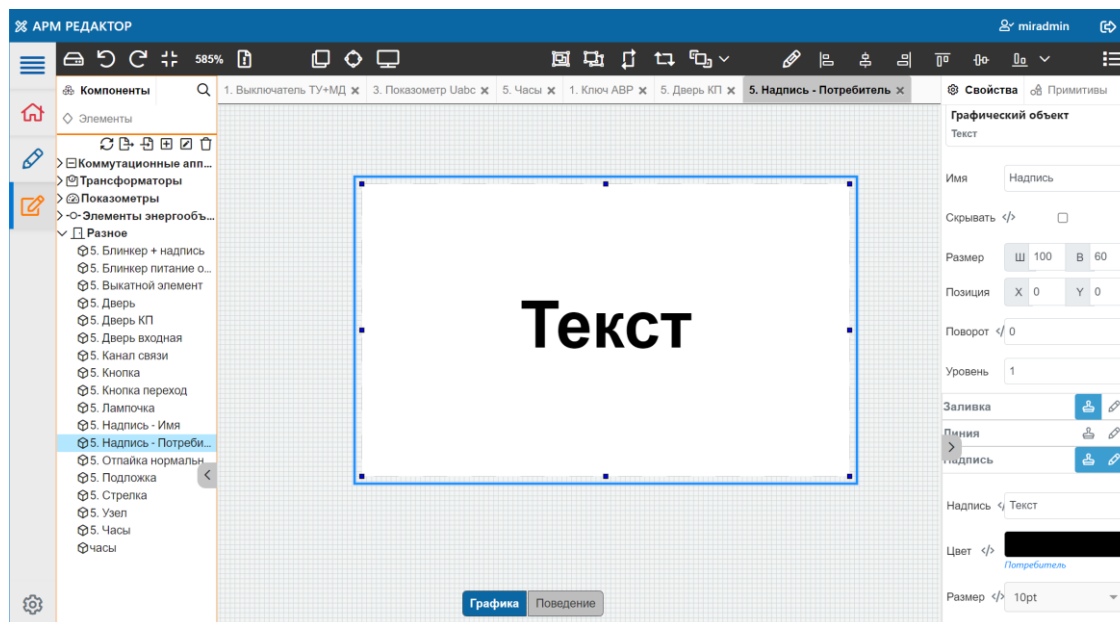 АРМ РЕДАКТОР
miradmin
585%
Компоненты
1. Выключатель ТУ+МД
3. Показометр Uabc
5. Часы
1. Ключ АВР
5. Дверь КП
5. Надпись - Потребитель
Свойства
Примитивы
Элементы
Графический объект
Текст
Коммутационные апп...
Трансформаторы
Показометры
Элементы энергообъ...
Разное
5. Блинкер + надпись
5. Блинкер питание о...
5. Выкатной элемент
5. Дверь
5. Дверь КП
5. Дверь входная
5. Канал связи
5. Кнопка
5. Кнопка переход
5. Лампочка
5. Надпись - Имя
5. Надпись - Потреби...
5. Отпайка нормальн
5. Подложка
5. Стрелка
5. Узел
5. Часы
часы
Текст
Графика
Поведение
Имя
Надпись
Скрывать </>
Размер
Ш 100
В 60
Позиция
X 0
Y 0
Поворот </
0
Уровень
1
Заливка
Линия
Надпись
Надпись </
Текст
Цвет </>
Потребитель
Размер </>
10pt